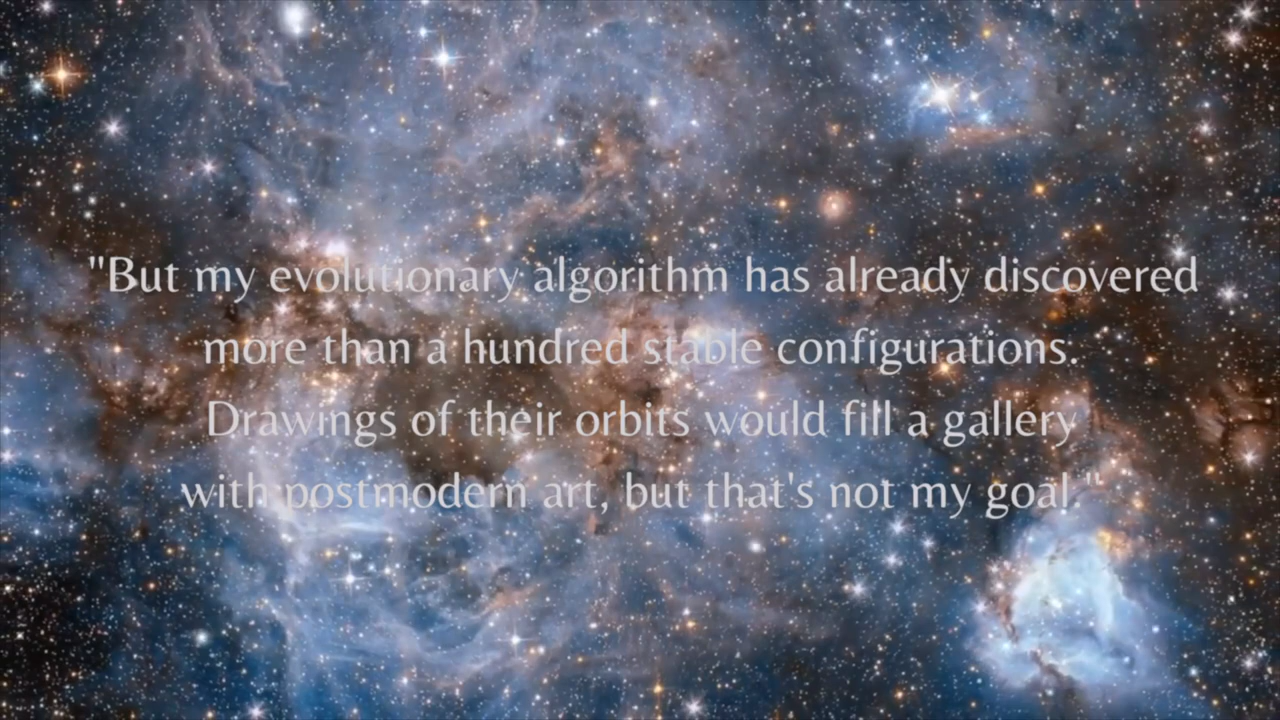 "But my evolutionary algorithm has already discovered
more than a hundred stable configurations.
Drawings of their orbits would fill a gallery
with postmodern art, but that's not my goal."